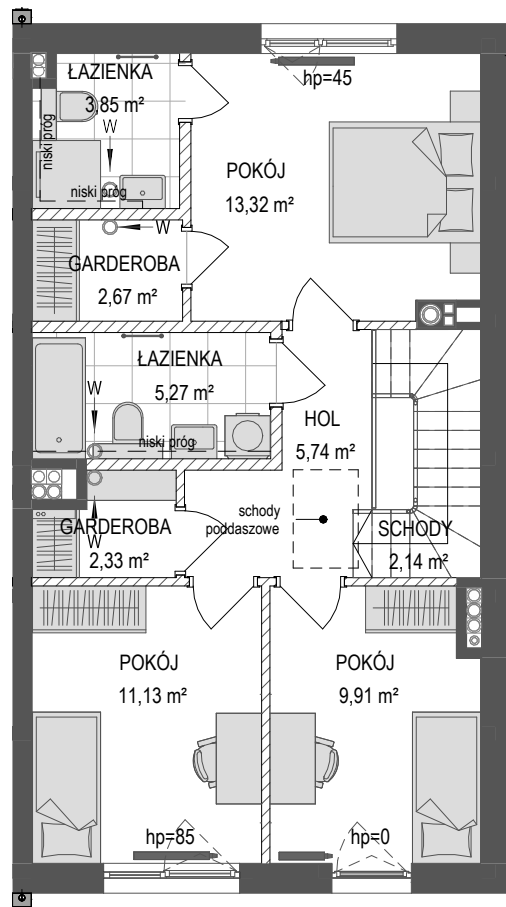 ŁAZIENKA
3,85 m²
hp=45
W
niski próg
niski próg
POKÓJ
13,32 m²
W
GARDEROBA
2,67 m²
ŁAZIENKA
5,27 m²
W
niski próg
HOL
5,74 m²
schody
poddaszowe
GARDEROBA
W
2,33 m²
SCHODY
2,14 m²
POKÓJ
11,13 m²
POKÓJ
9,91 m²
hp=85
hp=0